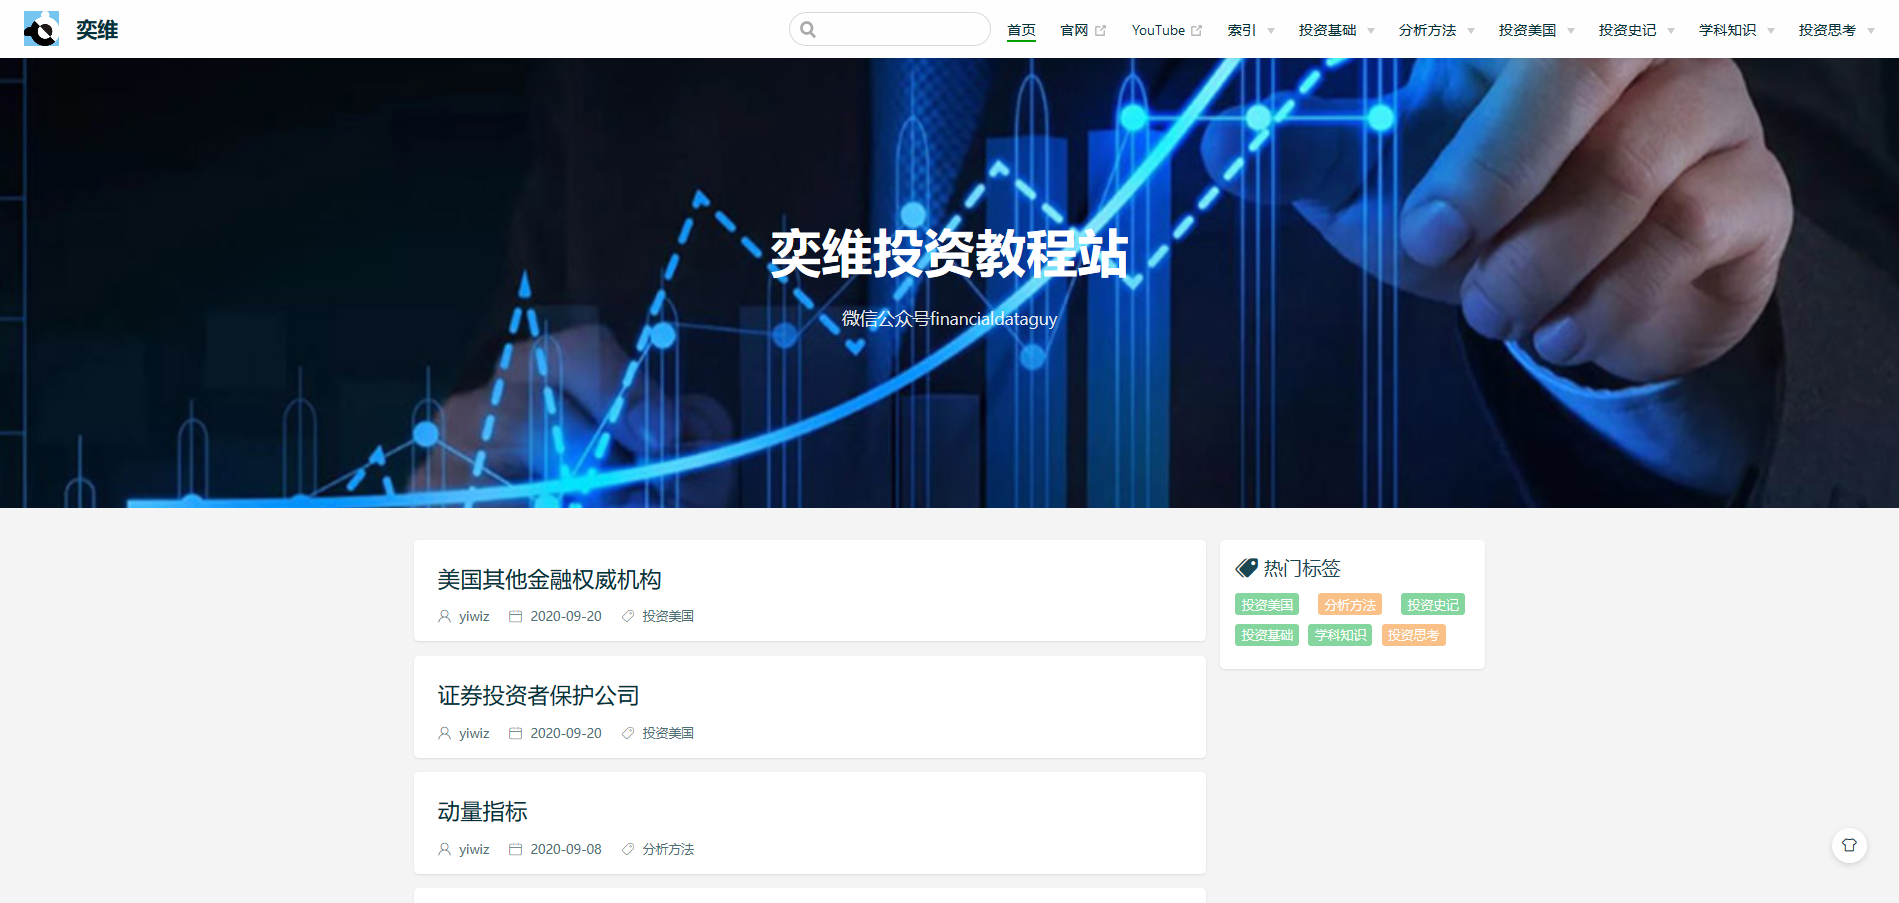 奕维
首页 官网 YouTube 索引 投资基础 分析方法 投资美国 投资史记 学科知识 投资思考
奕维投资教程站
微信公众号financialdataguy
美国其他金融权威机构
yiwiz 2020-09-20 投资美国
证券投资者保护公司
yiwiz 2020-09-20 投资美国
动量指标
yiwiz 2020-09-08 分析方法
热门标签
投资美国 分析方法 投资史记
投资基础 学科知识 投资思考